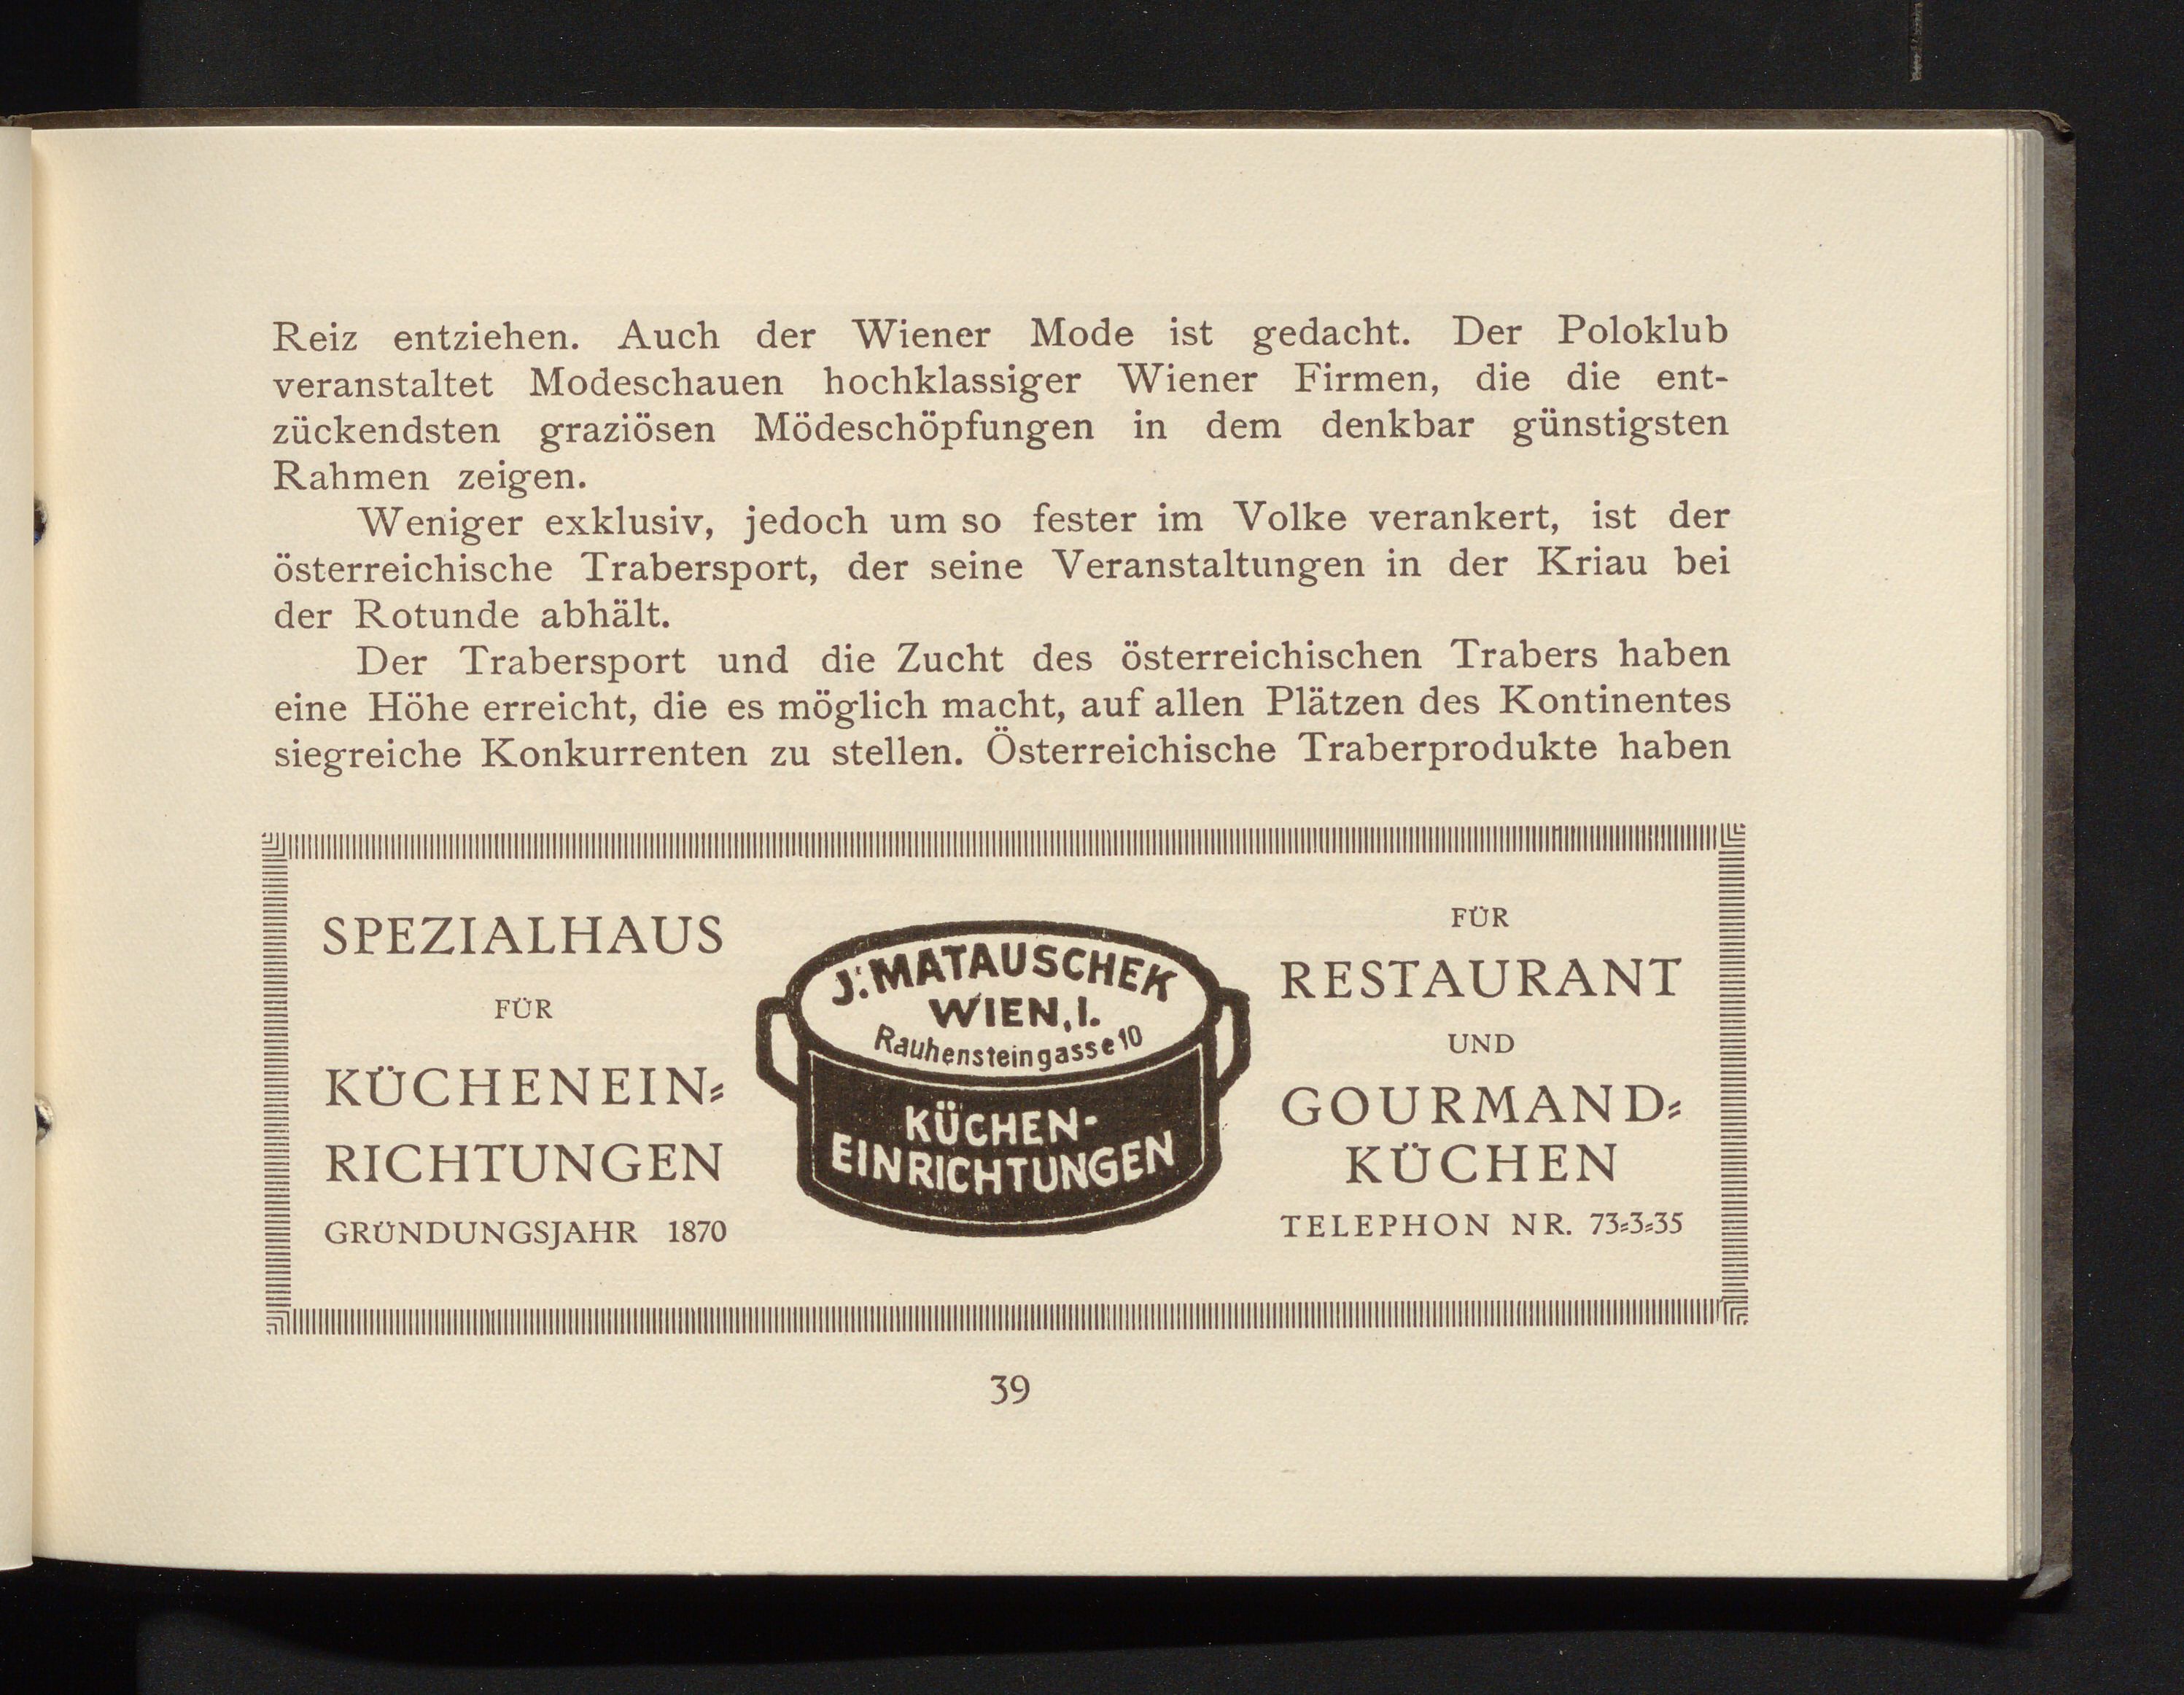 Reiz entziehen. Auch der Wiener Mode ist gedacht. Der Poloklub
veranstaltet Modeschauen hochklassiger Wiener Firmen, die die ent-
zückendsten graziösen Mödeschöpfungen in dem denkbar günstigsten
Rahmen zeigen.
Weniger exklusiv, jedoch um so fester im Volke verankert, ist der
österreichische Trabersport, der seine Veranstaltungen in der Kriau bei
der Rotunde abhält.
Der Trabersport und die Zucht des österreichischen Trabers haben
eine Höhe erreicht, die es möglich macht, auf allen Plätzen des Kontinentes
siegreiche Konkurrenten zu stellen. Österreichische Traberprodukte haben
SPEZIALHAUS
FÜR
KÜCHENEIN=
RICHTUNGEN
GRÜNDUNGSJAHR 1870
J. MATAUSCHEK
WIEN, I.
Rauhensteingasse 10
KÜCHEN-
EINRICHTUNGEN
FÜR
RESTAURANT
UND
GOURMAND=
KÜCHEN
TELEPHON NR. 73=3=35
39